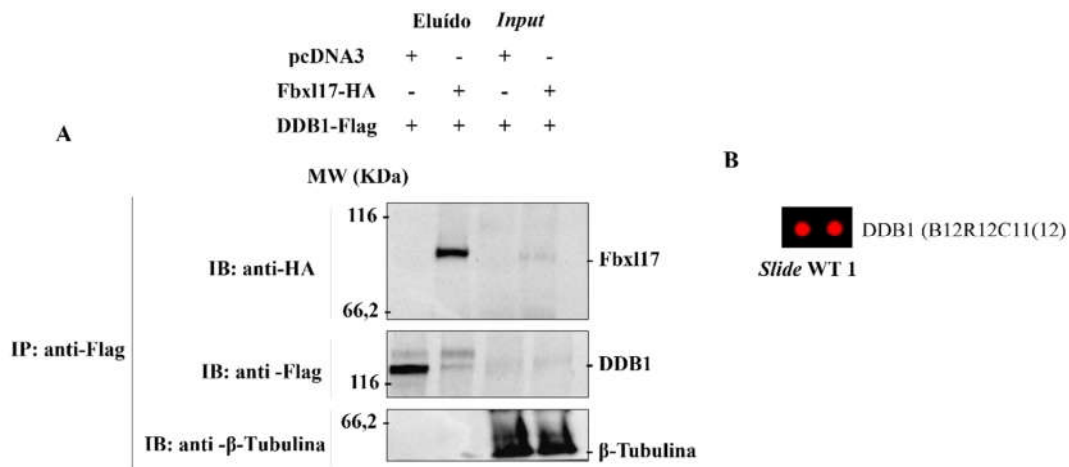 Eluído Input
pcDNA3 + - + -
Fbxl17-HA - + - +
DDB1-Flag + + + +
A
B
MW (KDa)
116
IB: anti-HA
Fbxl17
66,2
DDB1 (B12R12C11(12)
Slide WT 1
IP: anti-Flag
IB: anti -Flag
DDB1
116
66,2
IB: anti -β-Tubulina
β-Tubulina